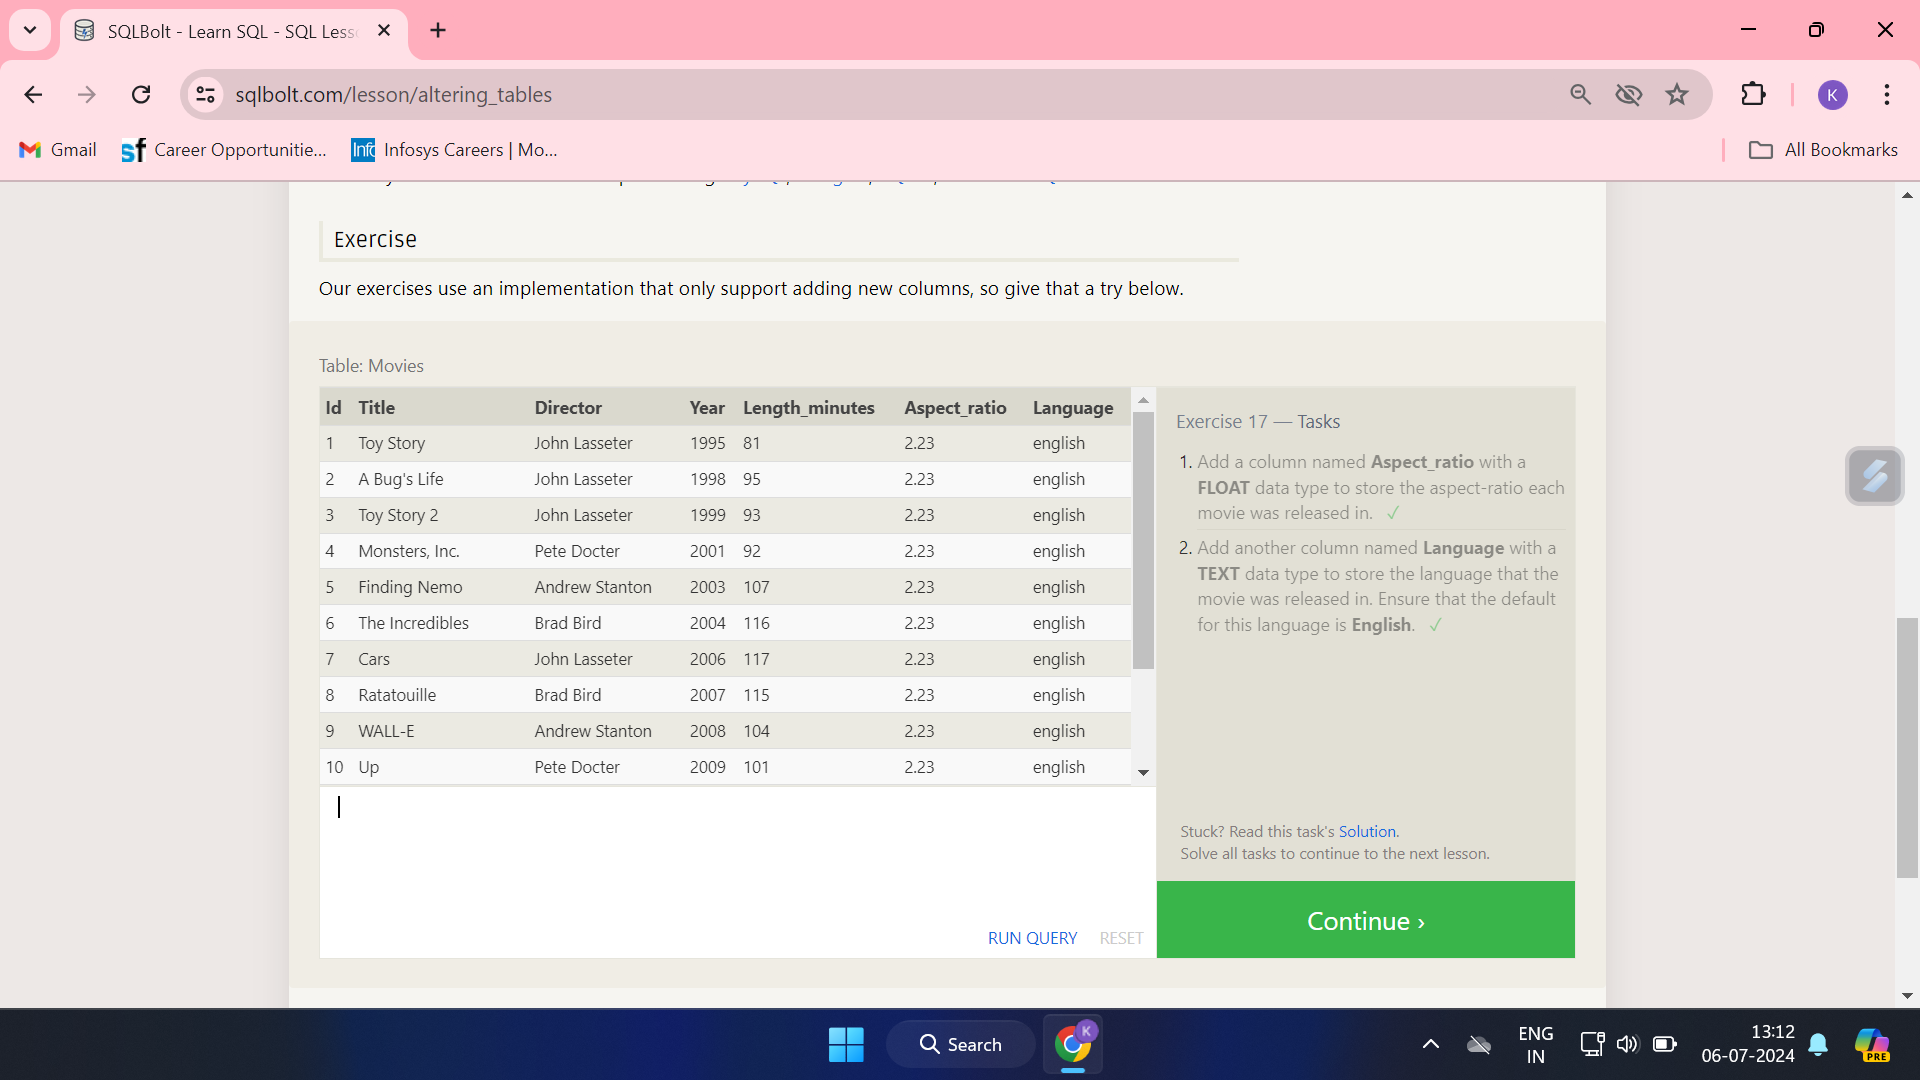 SQLBolt - Learn SQL - SQL Less
sqlbolt.com/lesson/altering_tables
K
Gmail
sf Career Opportunitie...
Info Infosys Careers | Mo...
All Bookmarks
Exercise
Our exercises use an implementation that only support adding new columns, so give that a try below.
Table: Movies
Id Title Director Year Length_minutes Aspect_ratio Language
1 Toy Story John Lasseter 1995 81 2.23 english
2 A Bug's Life John Lasseter 1998 95 2.23 english
3 Toy Story 2 John Lasseter 1999 93 2.23 english
4 Monsters, Inc. Pete Docter 2001 92 2.23 english
5 Finding Nemo Andrew Stanton 2003 107 2.23 english
6 The Incredibles Brad Bird 2004 116 2.23 english
7 Cars John Lasseter 2006 117 2.23 english
8 Ratatouille Brad Bird 2007 115 2.23 english
9 WALL-E Andrew Stanton 2008 104 2.23 english
10 Up Pete Docter 2009 101 2.23 english
RUN QUERY RESET
Exercise 17 — Tasks
1. Add a column named Aspect_ratio with a
FLOAT data type to store the aspect-ratio each
movie was released in. ✓
2. Add another column named Language with a
TEXT data type to store the language that the
movie was released in. Ensure that the default
for this language is English. ✓
Stuck? Read this task's Solution.
Solve all tasks to continue to the next lesson.
Continue ›
Search
K
ENG
IN
13:12
06-07-2024
PRE